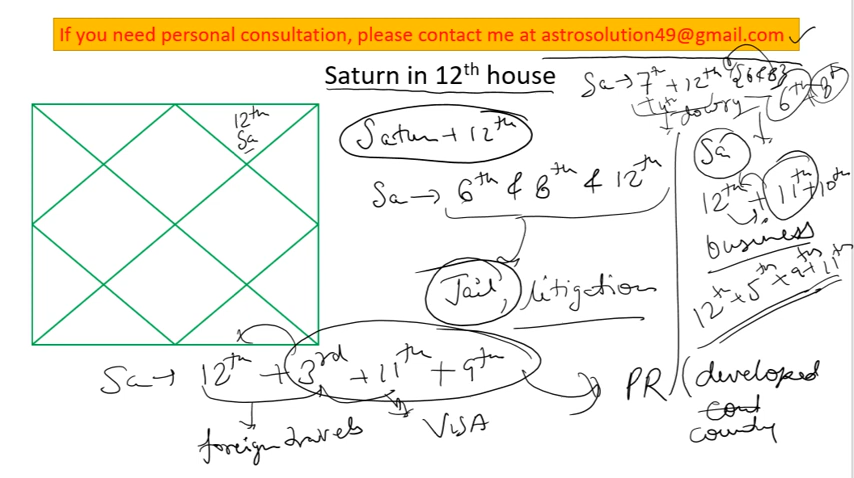 If you need personal consultation, please contact me at astrosolution49@gmail.com
Saturn in 12th house
Sa → 7th + 12th
6th + 8th
dowry
12th
Sa
Saturn + 12th
Sa → 6th & 8th & 12th
Jail, litigation
Sa
12th + 11th + 10th
business
12th + 5th + 9th + 11th
Sa → 12th + 3rd + 11th + 9th
PR (developed
county
foreign travels
VISA